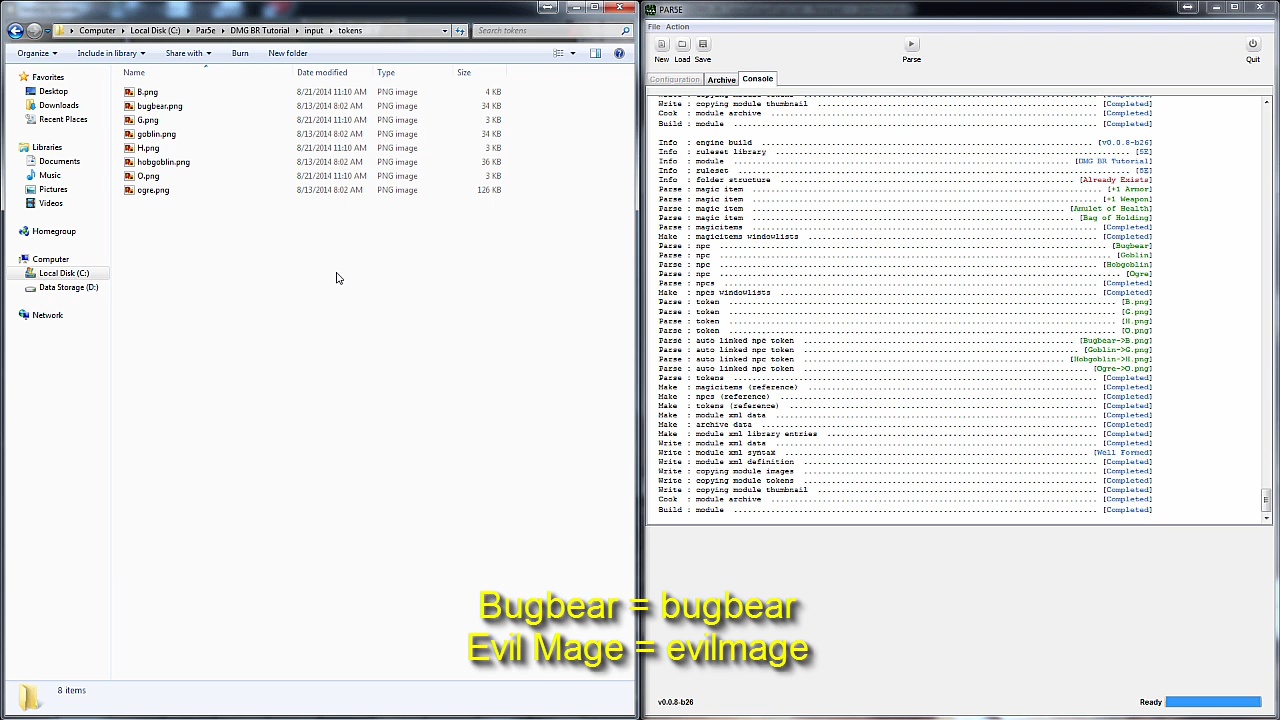 Computer ▸ Local Disk (C:) ▸ Par5e ▸ DMG BR Tutorial ▸ input ▸ tokens
Search tokens
Organize Include in library Share with Burn New folder
Favorites
Desktop
Downloads
Recent Places
Libraries
Documents
Music
Pictures
Videos
Homegroup
Computer
Local Disk (C:)
Data Storage (D:)
Network
Name Date modified Type Size
B.png 8/21/2014 11:10 AM PNG image 4 KB
bugbear.png 8/13/2014 8:02 AM PNG image 34 KB
G.png 8/21/2014 11:10 AM PNG image 3 KB
goblin.png 8/13/2014 8:02 AM PNG image 34 KB
H.png 8/21/2014 11:10 AM PNG image 3 KB
hobgoblin.png 8/13/2014 8:02 AM PNG image 36 KB
O.png 8/21/2014 11:10 AM PNG image 3 KB
ogre.png 8/13/2014 8:02 AM PNG image 126 KB
8 items
PAR5E
File Action
New Load Save Parse Quit
Configuration Archive Console
Write : copying module thumbnail [Completed]
Cook : module archive [Completed]
Build : module [Completed]
Info : engine build [v0.0.8-b26]
Info : ruleset library [5E]
Info : module [DMG BR Tutorial]
Info : ruleset [5E]
Info : folder structure [Already Exists]
Parse : magic item [+1 Armor]
Parse : magic item [+1 Weapon]
Parse : magic item [Amulet of Health]
Parse : magic item [Bag of Holding]
Parse : magicitems [Completed]
Make : magicitems windowlists [Completed]
Parse : npc [Bugbear]
Parse : npc [Goblin]
Parse : npc [Hobgoblin]
Parse : npc [Ogre]
Parse : npcs [Completed]
Make : npcs windowlists [Completed]
Parse : token [B.png]
Parse : token [G.png]
Parse : token [H.png]
Parse : token [O.png]
Parse : auto linked npc token [Bugbear->B.png]
Parse : auto linked npc token [Goblin->G.png]
Parse : auto linked npc token [Hobgoblin->H.png]
Parse : auto linked npc token [Ogre->O.png]
Parse : tokens [Completed]
Make : magicitems (reference) [Completed]
Make : npcs (reference) [Completed]
Make : tokens (reference) [Completed]
Make : module xml data [Completed]
Make : archive data [Completed]
Make : module xml library entries [Completed]
Write : module xml data [Completed]
Write : module xml syntax [Well Formed]
Write : module xml definition [Completed]
Write : copying module images [Completed]
Write : copying module tokens [Completed]
Write : copying module thumbnail [Completed]
Cook : module archive [Completed]
Build : module [Completed]
Bugbear = bugbear
Evil Mage = evilmage
v0.0.8-b26
Ready